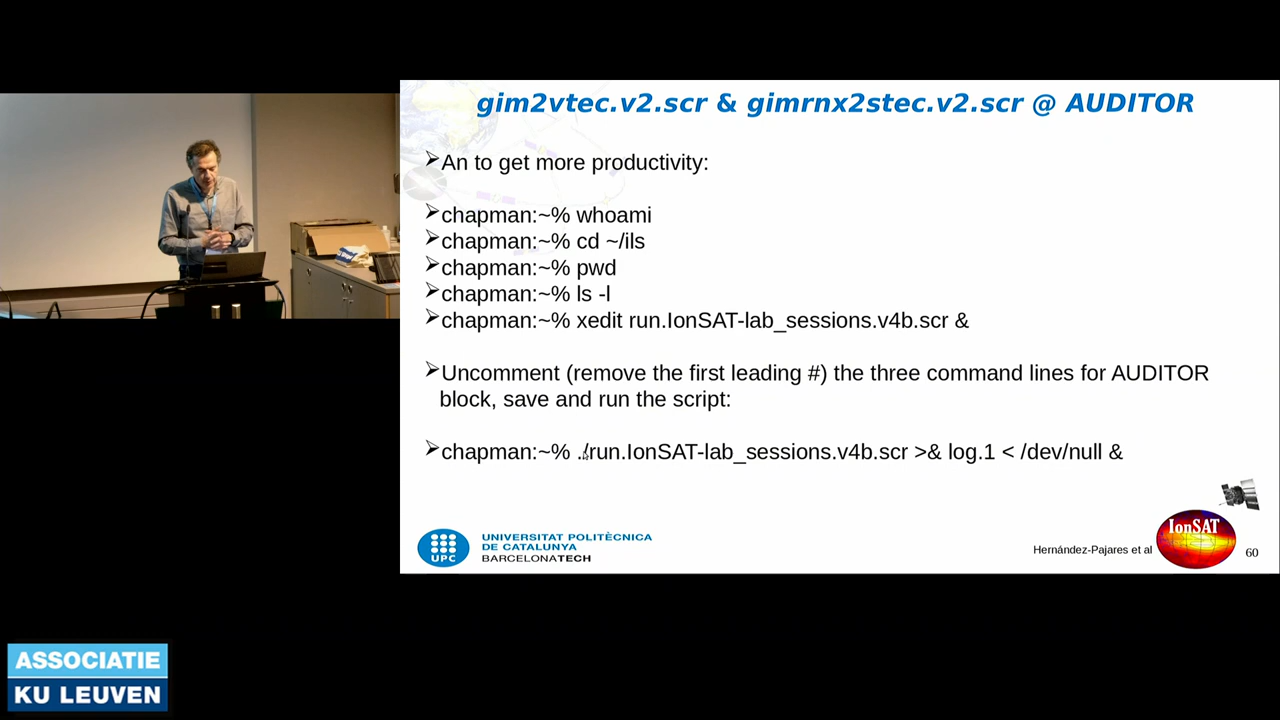 gim2vtec.v2.scr & gimrnx2stec.v2.scr @ AUDITOR
An to get more productivity:
chapman:~% whoami
chapman:~% cd ~/ils
chapman:~% pwd
chapman:~% ls -l
chapman:~% xedit run.IonSAT-lab_sessions.v4b.scr &
Uncomment (remove the first leading #) the three command lines for AUDITOR
block, save and run the script:
chapman:~% ./run.IonSAT-lab_sessions.v4b.scr >& log.1 < /dev/null &
UPC
UNIVERSITAT POLITÈCNICA
DE CATALUNYA
BARCELONATECH
Hernández-Pajares et al
IonSAT
60
ASSOCIATIE
KU LEUVEN